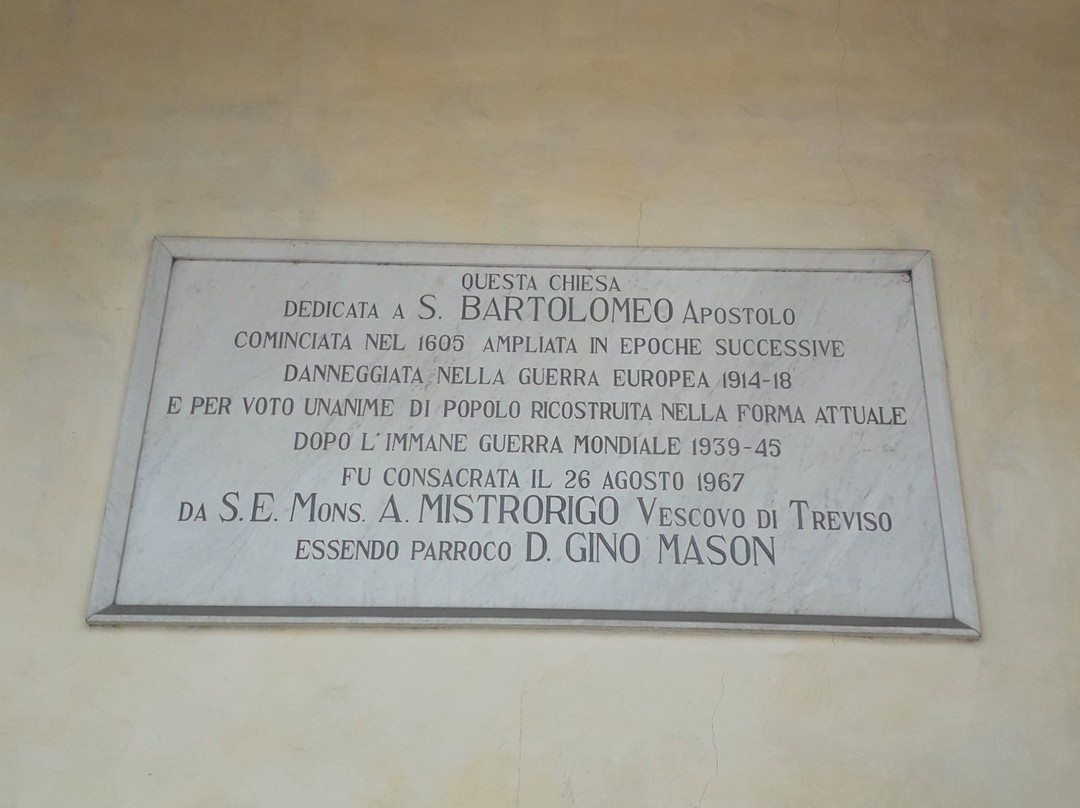 QUESTA CHIESA
DEDICATA A S. BARTOLOMEO APOSTOLO
COMINCIATA NEL 1605 AMPLIATA IN EPOCHE SUCCESSIVE
DANNEGGIATA NELLA GUERRA EUROPEA 1914-18
E PER VOTO UNANIME DI POPOLO RICOSTRUITA NELLA FORMA ATTUALE
DOPO L'IMMANE GUERRA MONDIALE 1939-45
FU CONSACRATA IL 26 AGOSTO 1967
DA S.E. MONS. A. MISTRORIGO VESCOVO DI TREVISO
ESSENDO PARROCO D. GINO MASON